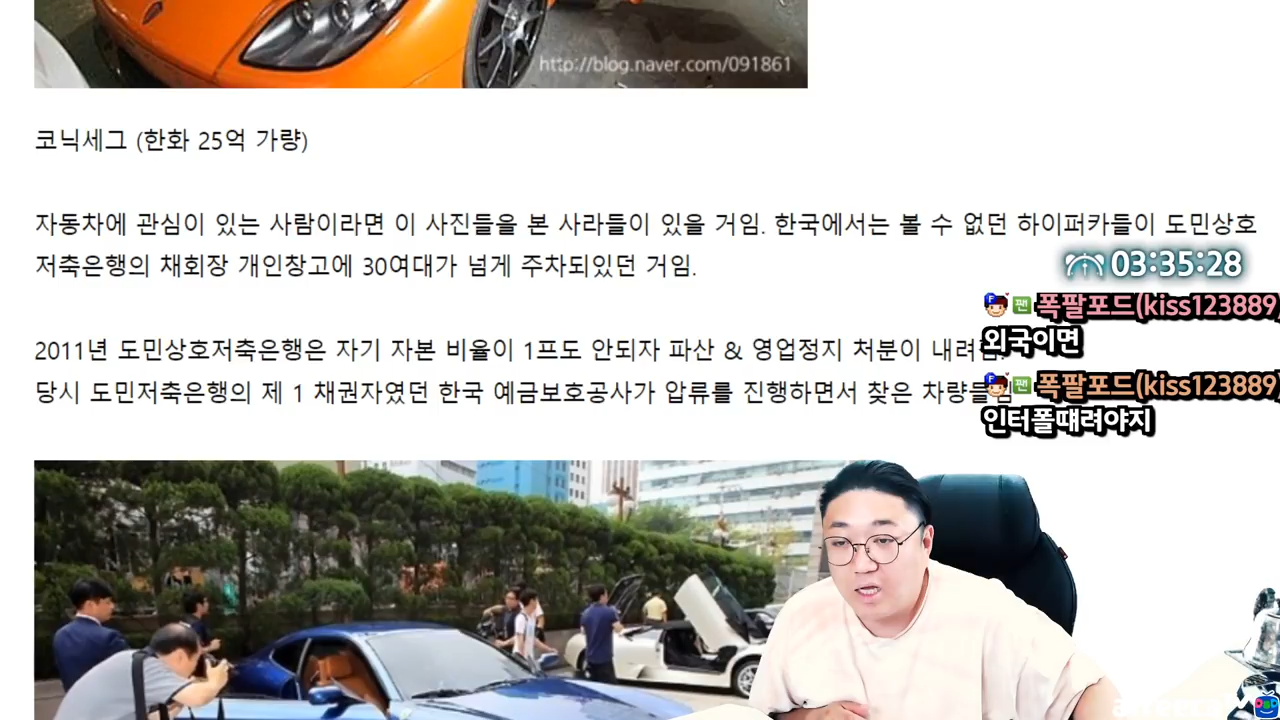 http://blog.naver.com/091861
코닉세그 (한화 25억 가량)
자동차에 관심이 있는 사람이라면 이 사진들을 본 사라들이 있을 거임. 한국에서는 볼 수 없던 하이퍼카들이 도민상호
저축은행의 채회장 개인창고에 30여대가 넘게 주차되있던 거임.
03:35:28
폭팔포드(kiss123889)
외국이면
2011년 도민상호저축은행은 자기 자본 비율이 1프도 안되자 파산 & 영업정지 처분이
당시 도민저축은행의 제 1 채권자였던 한국 예금보호공사가 압류를 진행하면서 찾은
폭팔포드(kiss123889)
인터폴떄려야지